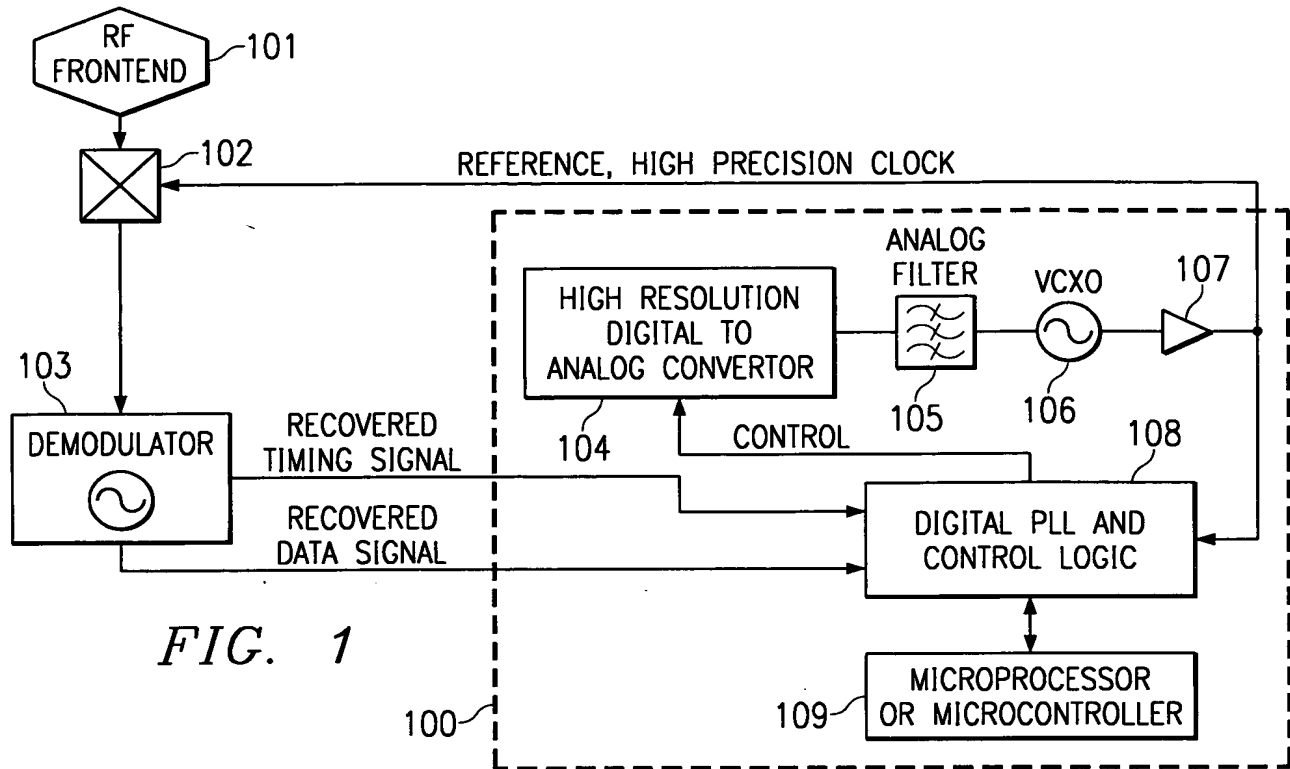 RF
FRONTEND
101
102
REFERENCE, HIGH PRECISION CLOCK
ANALOG
FILTER
VCXO
107
HIGH RESOLUTION
DIGITAL TO
ANALOG CONVERTOR
105
106
104
103
DEMODULATOR
RECOVERED
TIMING SIGNAL
CONTROL
108
RECOVERED
DATA SIGNAL
DIGITAL PLL AND
CONTROL LOGIC
FIG. 1
100
109
MICROPROCESSOR
OR MICROCONTROLLER